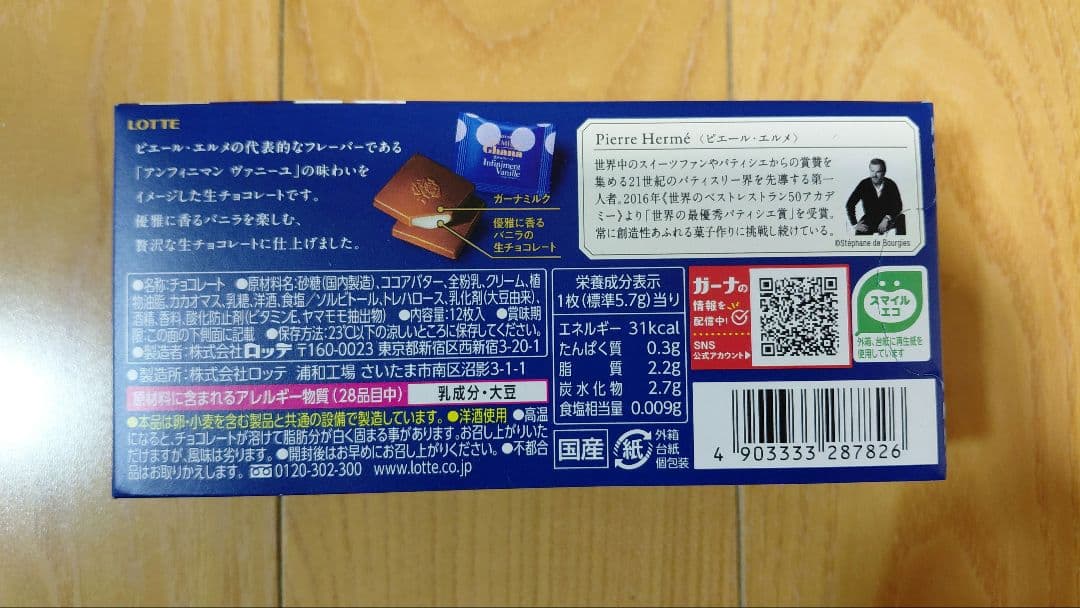 LOTTE
ピエール・エルメの代表的なフレーバーである
「アンフィニマン ヴァニーユ」の味わいを
イメージした生チョコレートです。
優雅に香るバニラを楽しむ、
贅沢な生チョコレートに仕上げました。
Ghana
Infiniment
Vanille
ガーナミルク
優雅に香る
バニラの
生チョコレート
Pierre Hermé〈ピエール・エルメ〉
世界中のスイーツファンやパティシエからの賞賛を
集める21世紀のパティスリー界を先導する第一
人者。2016年《世界のベストレストラン50アカデ
ミー》より「世界の最優秀パティシエ賞」を受賞。
常に創造性あふれる菓子作りに挑戦し続けている。
©Stéphane de Bourgies
●名称:チョコレート ●原材料名:砂糖(国内製造)、ココアバター、全粉乳、クリーム、植
物油脂、カカオマス、乳糖、洋酒、食塩/ソルビトール、トレハロース、乳化剤(大豆由来)、
酒精、香料、酸化防止剤(ビタミンE、ヤマモモ抽出物) ●内容量:12枚入 ●賞味期
限:この面の下側面に記載 ●保存方法:23℃以下の涼しいところに保存してください。
●製造者:株式会社ロッテ 〒160-0023 東京都新宿区西新宿3-20-1
●製造所:株式会社ロッテ 浦和工場 さいたま市南区沼影3-1-1
原材料に含まれるアレルギー物質(28品目中) 乳成分・大豆
●本品は卵・小麦を含む製品と共通の設備で製造しています。●洋酒使用 ●高温
になると、チョコレートが溶けて脂肪分が白く固まる事があります。お召し上がりいた
だけますが、風味は劣ります。●開封後はお早めにお召し上がりください。●不都合
品はお取りかえします。 0120-302-300 www.lotte.co.jp
栄養成分表示
1枚(標準5.7g)当り
エネルギー 31kcal
たんぱく質 0.3g
脂質 2.2g
炭水化物 2.7g
食塩相当量 0.009g
国産
紙
外箱
台紙
個包装
ガーナの
情報を
配信中!
SNS
公式アカウント
スマイル
エコ
外箱、台紙に再生紙を
使用しています
4 903333 287826